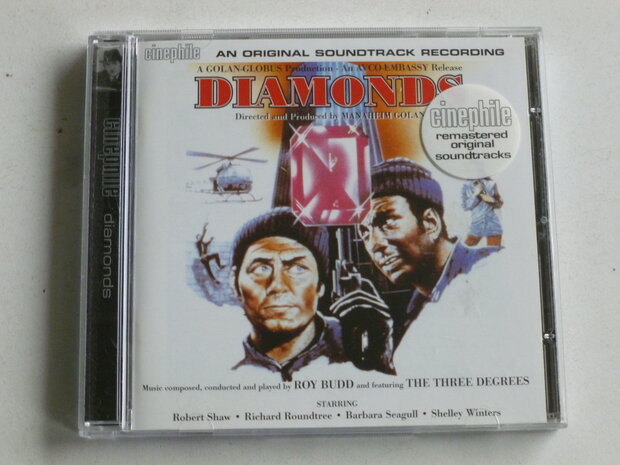 cinephile AN ORIGINAL SOUNDTRACK RECORDING
A GOLAN-GLOBUS Production - An AVCO-EMBASSY Release
DIAMONDS
Directed and Produced by MANAHEIM GOLAN
cinephile
remastered
original
soundtracks
cinephile diamonds
Music composed, conducted and played by ROY BUDD and featuring THE THREE DEGREES
STARRING
Robert Shaw • Richard Roundtree • Barbara Seagull • Shelley Winters